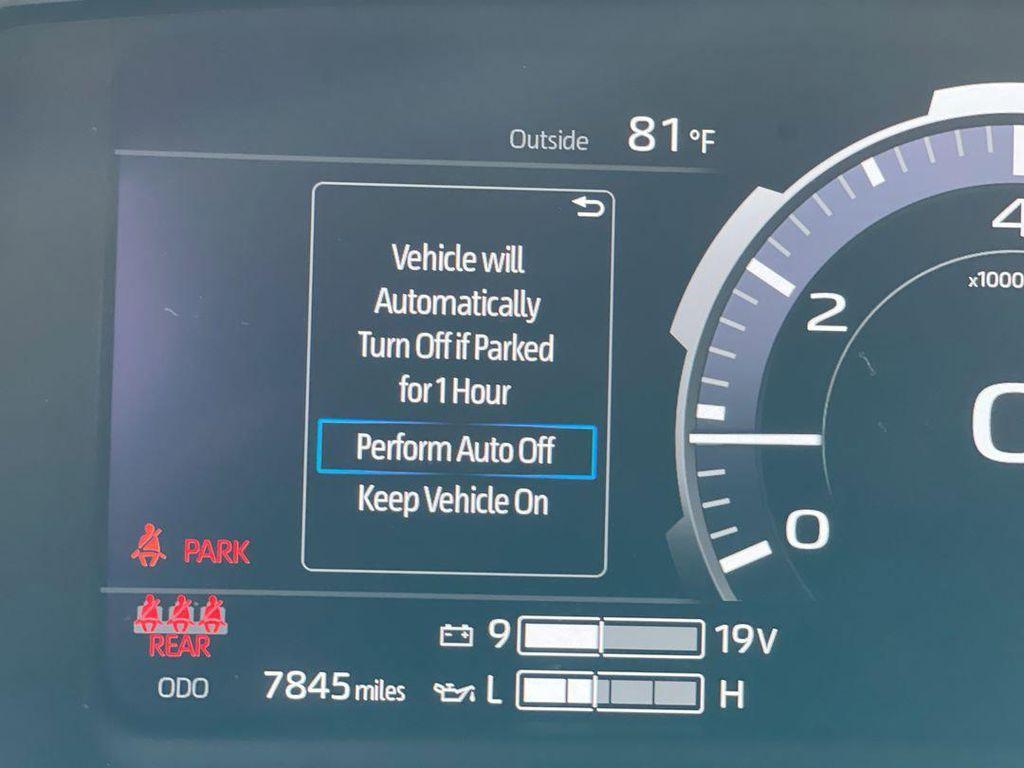 Outside 81°F
Vehicle will
Automatically
Turn Off if Parked
for 1 Hour
Perform Auto Off
Keep Vehicle On
4
x1000
2
0
0
PARK
REAR
9 19V
ODO 7845 miles L H